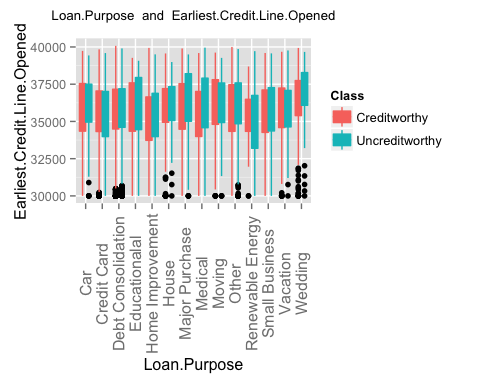 Loan.Purpose and Earliest.Credit.Line.Opened
Earliest.Credit.Line.Opened
40000
37500
35000
32500
30000
Car
Credit Card
Debt Consolidation
Educationalal
Home Improvement
House
Major Purchase
Medical
Moving
Other
Renewable Energy
Small Business
Vacation
Wedding
Loan.Purpose
Class
Creditworthy
Uncreditworthy